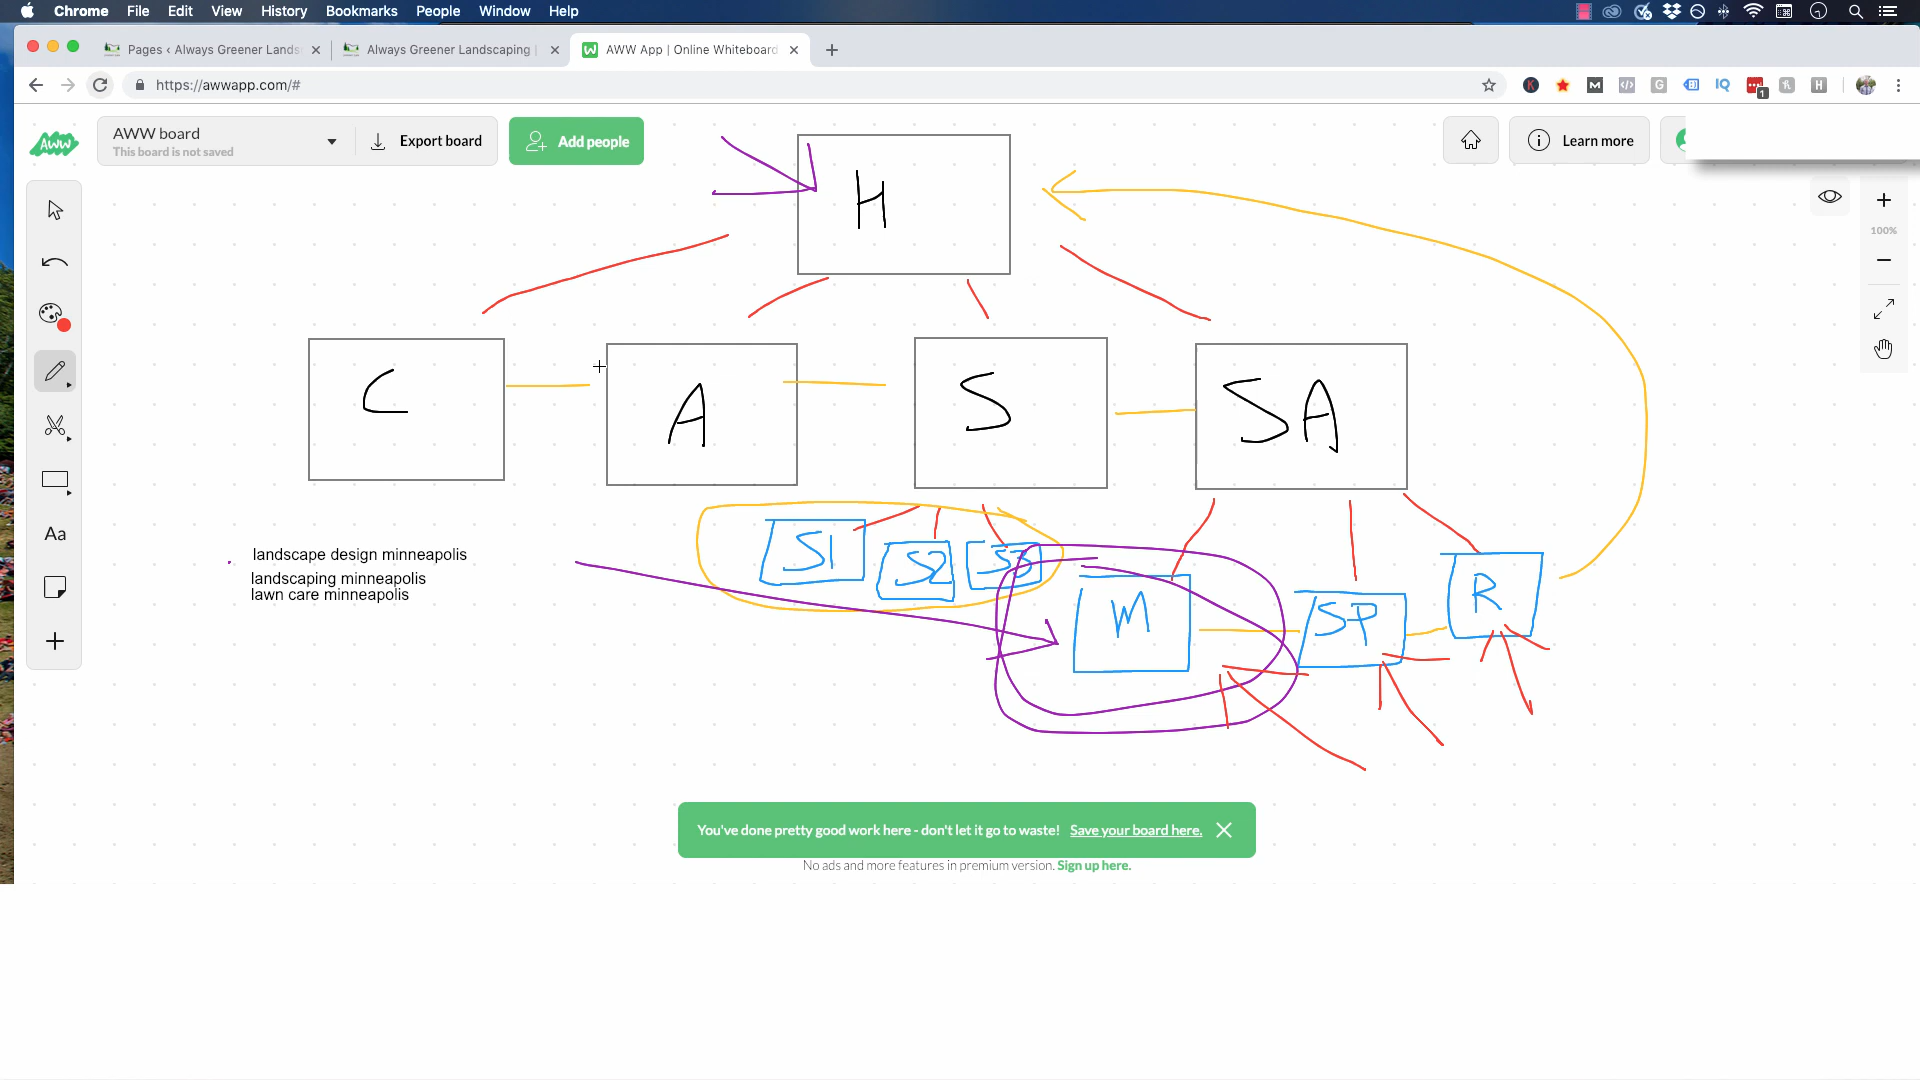 Chrome File Edit View History Bookmarks People Window Help
Pages ‹ Always Greener Lands
Always Greener Landscaping |
AWW App | Online Whiteboard
https://awwapp.com/#
1
AWW
AWW board
This board is not saved
Export board
Add people
Learn more
100%
H
C
A
S
SA
S1
S2
S3
M
SP
R
Aa
landscape design minneapolis
landscaping minneapolis
lawn care minneapolis
You've done pretty good work here - don't let it go to waste! Save your board here.
No ads and more features in premium version. Sign up here.